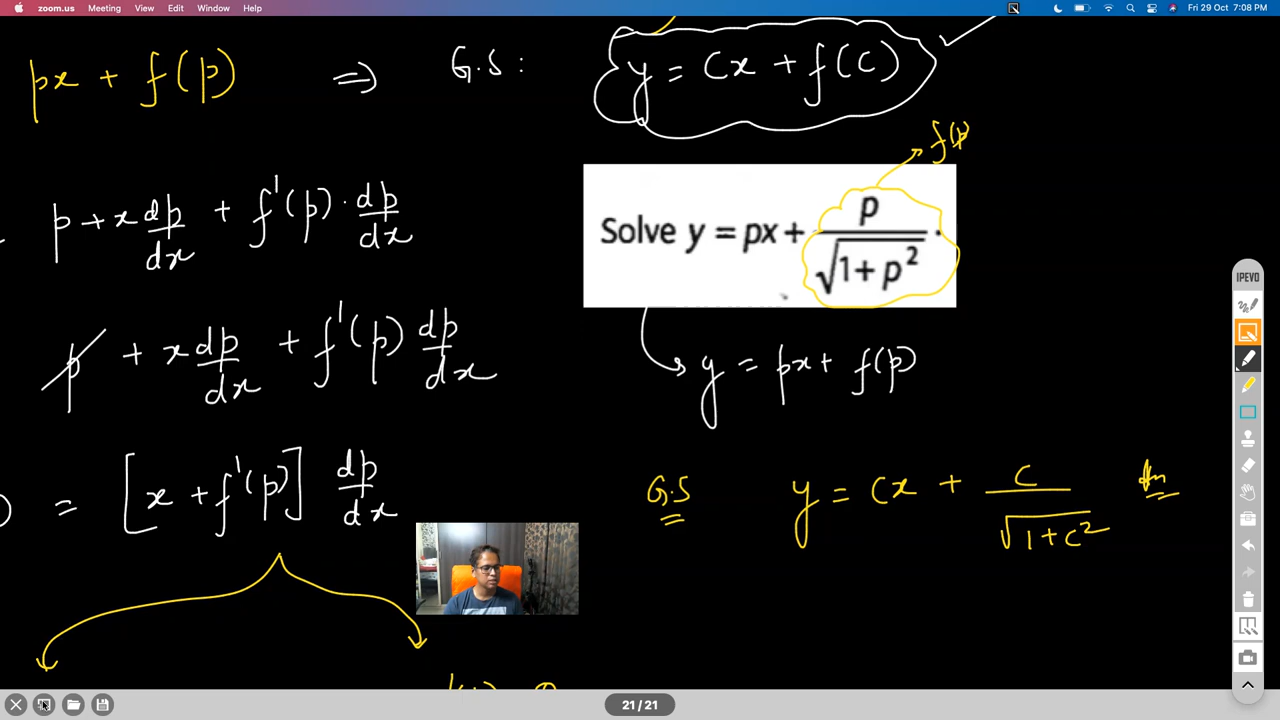 zoom.us Meeting View Edit Window Help Fri 29 Oct 7:08 PM
px + f(p) ⇒ G.S : y = Cx + f(C)
f(p)
p + x dp/dx + f'(p) · dp/dx
Solve y = px + p/√(1+p²) .
p + x dp/dx + f'(p) dp/dx
y = px + f(p)
= [x + f'(p)] dp/dx
G.S y = Cx + C/√(1+C²)
IPEVO
21/21